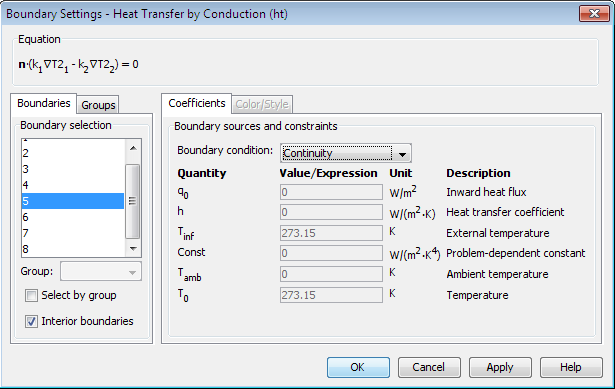 Boundary Settings - Heat Transfer by Conduction (ht)
Equation
n·(k1∇T21 - k2∇T22) = 0
Boundaries Groups
Boundary selection
2
3
4
5
6
7
8
Group:
Select by group
Interior boundaries
Coefficients Color/Style
Boundary sources and constraints
Boundary condition: Continuity
Quantity Value/Expression Unit Description
q0 0 W/m2 Inward heat flux
h 0 W/(m2·K) Heat transfer coefficient
Tinf 273.15 K External temperature
Const 0 W/(m2·K4) Problem-dependent constant
Tamb 0 K Ambient temperature
T0 273.15 K Temperature
OK Cancel Apply Help